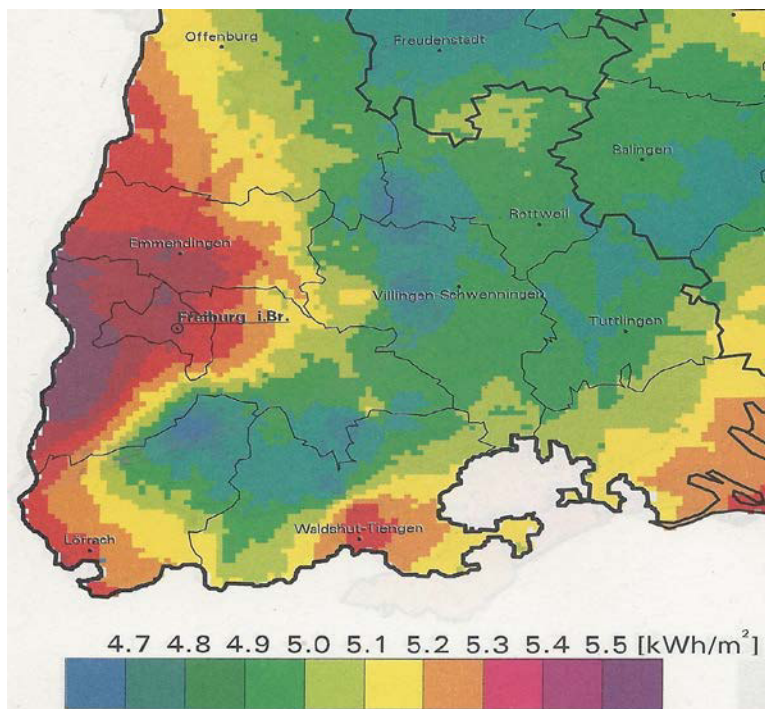 Offenburg
Freudenstadt
Balingen
Rottweil
Emmendingen
Villingen-Schwenningen
Freiburg i.Br.
Tuttlingen
Waldshut-Tiengen
Lörrach
4.7 4.8 4.9 5.0 5.1 5.2 5.3 5.4 5.5 [kWh/m²]